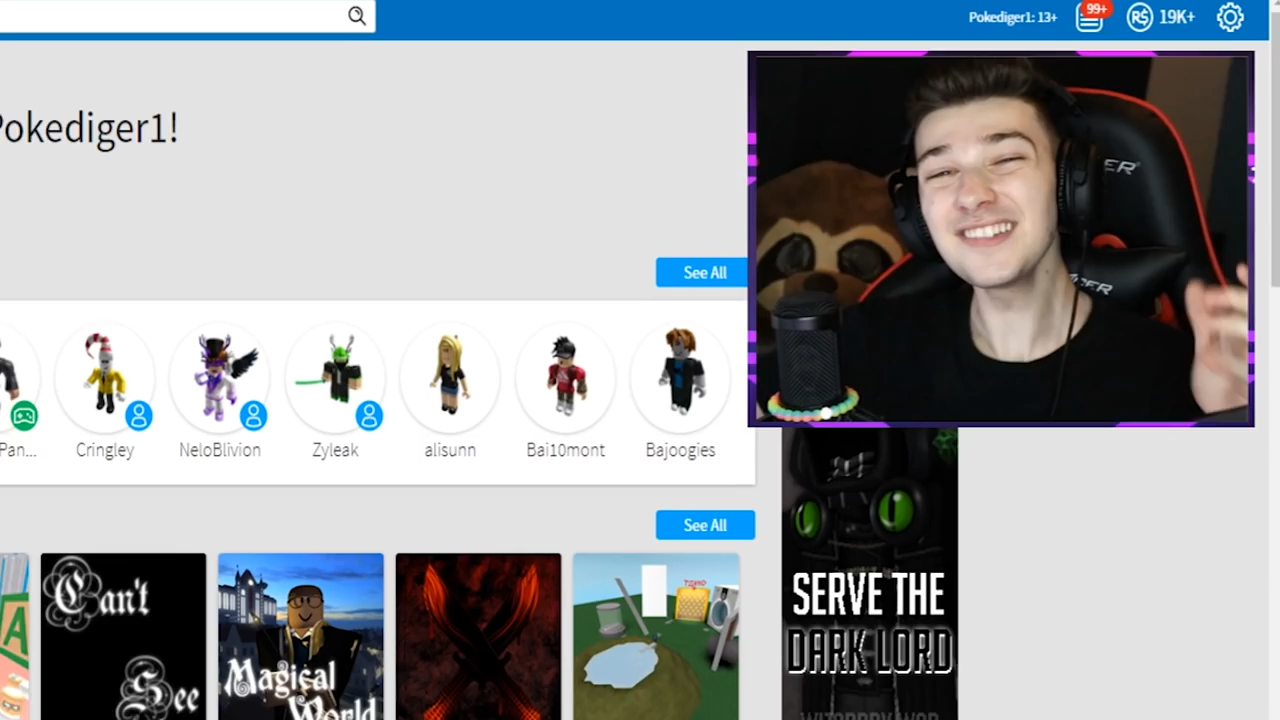 Pokediger1: 13+
99+
R$ 19K+
Pokediger1!
See All
Pan...
Cringley
NeloBlivion
Zyleak
alisunn
Bai10mont
Bajoogies
See All
Can't
See
Magical
World
SERVE THE
DARK LORD